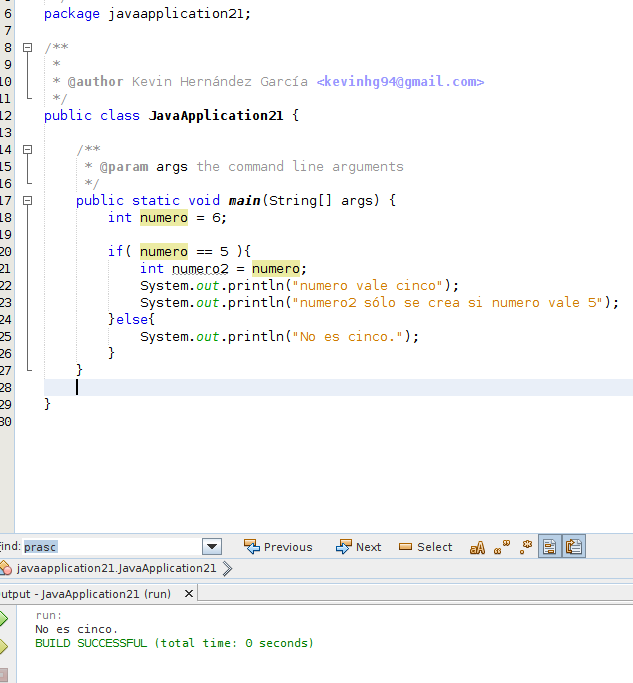 6 package javaapplication21;
7
8 /**
9 *
10 * @author Kevin Hernández García <kevinhg94@gmail.com>
11 */
12 public class JavaApplication21 {
13
14 /**
15 * @param args the command line arguments
16 */
17 public static void main(String[] args) {
18 int numero = 6;
19
20 if( numero == 5 ){
21 int numero2 = numero;
22 System.out.println("numero vale cinco");
23 System.out.println("numero2 sólo se crea si numero vale 5");
24 }else{
25 System.out.println("No es cinco.");
26 }
27 }
28
29 }
30
ind: prasc Previous Next Select
javaapplication21.JavaApplication21
utput - JavaApplication21 (run) ×
run:
No es cinco.
BUILD SUCCESSFUL (total time: 0 seconds)